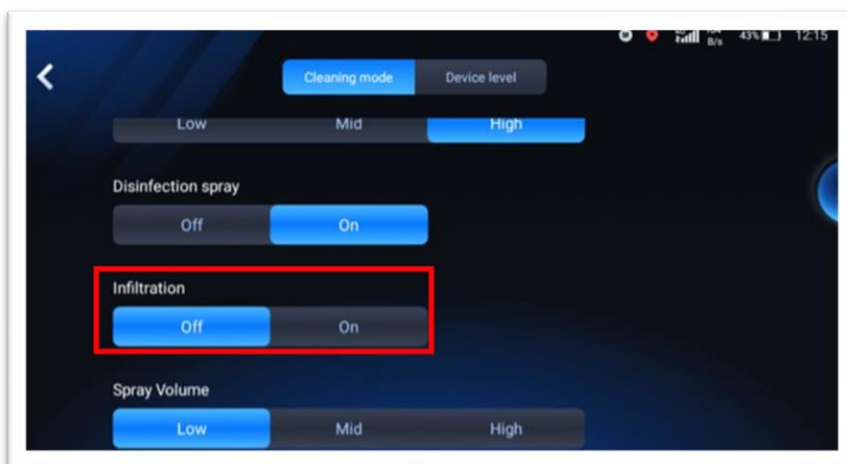 B/s 43% 12:15
Cleaning mode Device level
Low Mid High
Disinfection spray
Off On
Infiltration
Off On
Spray Volume
Low Mid High